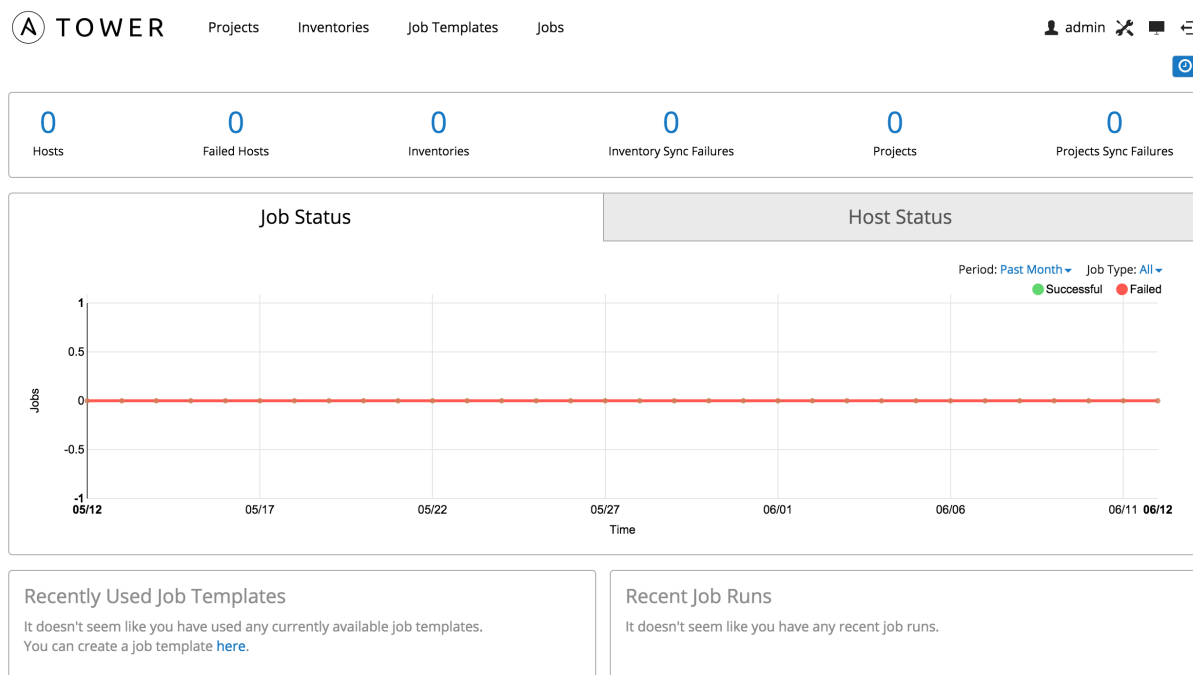 A TOWER Projects Inventories Job Templates Jobs admin
0 0 0 0 0 0
Hosts Failed Hosts Inventories Inventory Sync Failures Projects Projects Sync Failures
Job Status Host Status
Period: Past Month Job Type: All
Successful Failed
1
0.5
Jobs
0
-0.5
-1
05/12 05/17 05/22 05/27 06/01 06/06 06/11 06/12
Time
Recently Used Job Templates
It doesn't seem like you have used any currently available job templates.
You can create a job template here.
Recent Job Runs
It doesn't seem like you have any recent job runs.